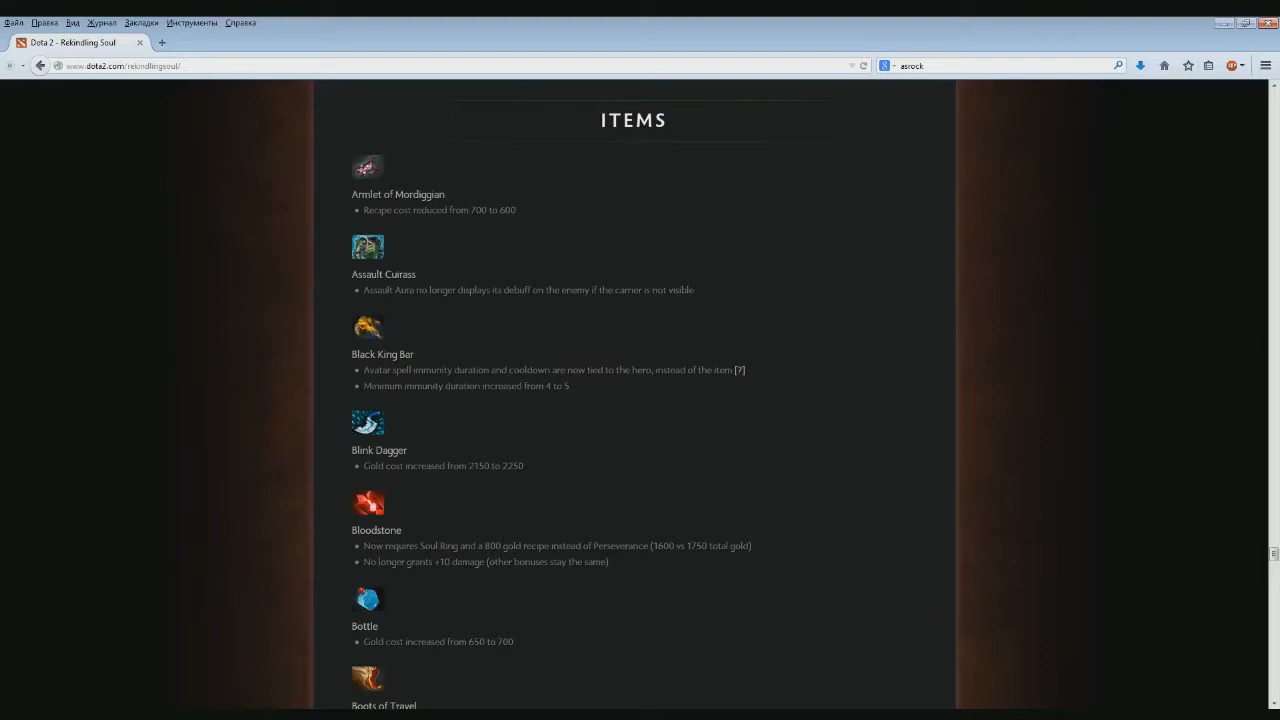 Файл Правка Вид Журнал Закладки Инструменты Справка
Dota 2 - Rekindling Soul
www.dota2.com/rekindlingsoul/
asrock
ITEMS
Armlet of Mordiggian
• Recipe cost reduced from 700 to 600
Assault Cuirass
• Assault Aura no longer displays its debuff on the enemy if the carrier is not visible
Black King Bar
• Avatar spell immunity duration and cooldown are now tied to the hero, instead of the item [?]
• Minimum immunity duration increased from 4 to 5
Blink Dagger
• Gold cost increased from 2150 to 2250
Bloodstone
• Now requires Soul Ring and a 800 gold recipe instead of Perseverance (1600 vs 1750 total gold)
• No longer grants +10 damage (other bonuses stay the same)
Bottle
• Gold cost increased from 650 to 700
Boots of Travel